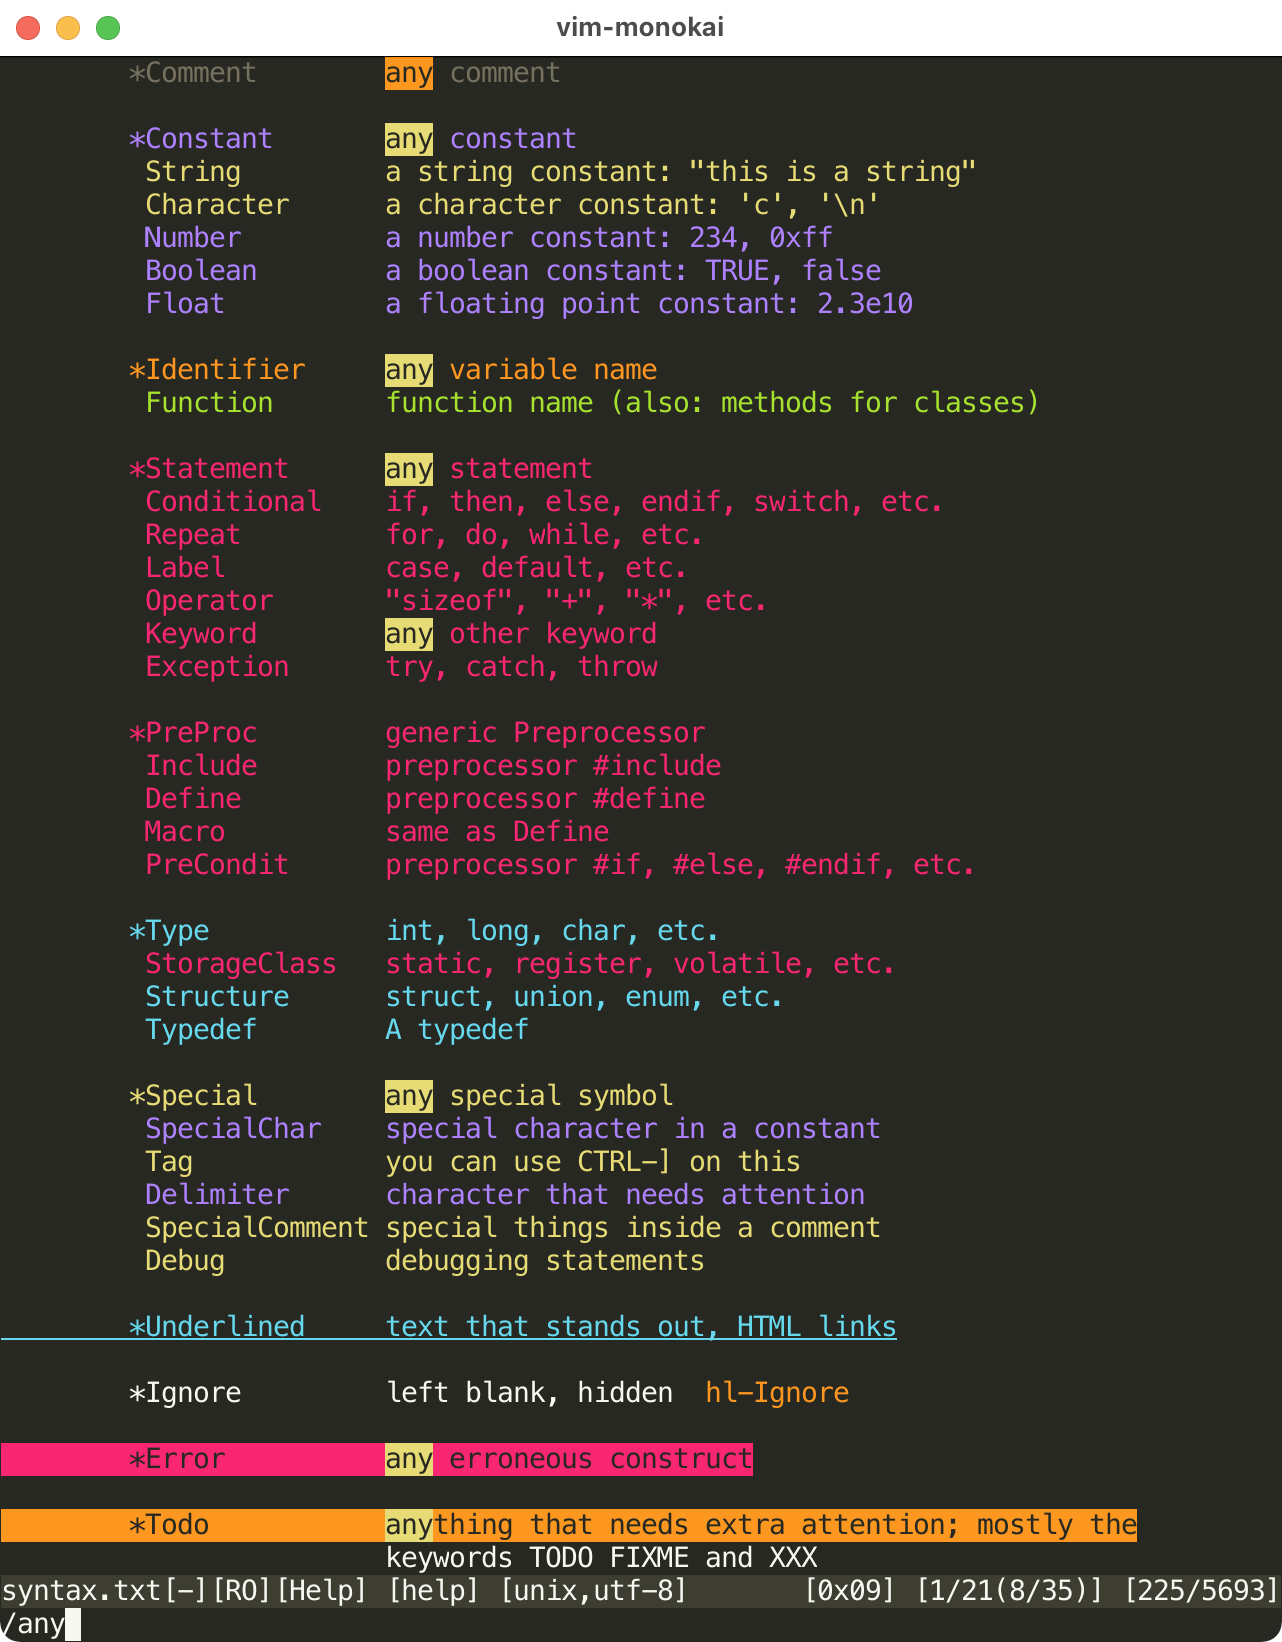 vim-monokai
*Comment any comment
*Constant any constant
String a string constant: "this is a string"
Character a character constant: 'c', '\n'
Number a number constant: 234, 0xff
Boolean a boolean constant: TRUE, false
Float a floating point constant: 2.3e10
*Identifier any variable name
Function function name (also: methods for classes)
*Statement any statement
Conditional if, then, else, endif, switch, etc.
Repeat for, do, while, etc.
Label case, default, etc.
Operator "sizeof", "+", "*", etc.
Keyword any other keyword
Exception try, catch, throw
*PreProc generic Preprocessor
Include preprocessor #include
Define preprocessor #define
Macro same as Define
PreCondit preprocessor #if, #else, #endif, etc.
*Type int, long, char, etc.
StorageClass static, register, volatile, etc.
Structure struct, union, enum, etc.
Typedef A typedef
*Special any special symbol
SpecialChar special character in a constant
Tag you can use CTRL-] on this
Delimiter character that needs attention
SpecialComment special things inside a comment
Debug debugging statements
*Underlined text that stands out, HTML links
*Ignore left blank, hidden hl-Ignore
*Error any erroneous construct
*Todo anything that needs extra attention; mostly the
keywords TODO FIXME and XXX
syntax.txt[-][RO][Help] [help] [unix,utf-8] [0x09] [1/21(8/35)] [225/5693]
/any